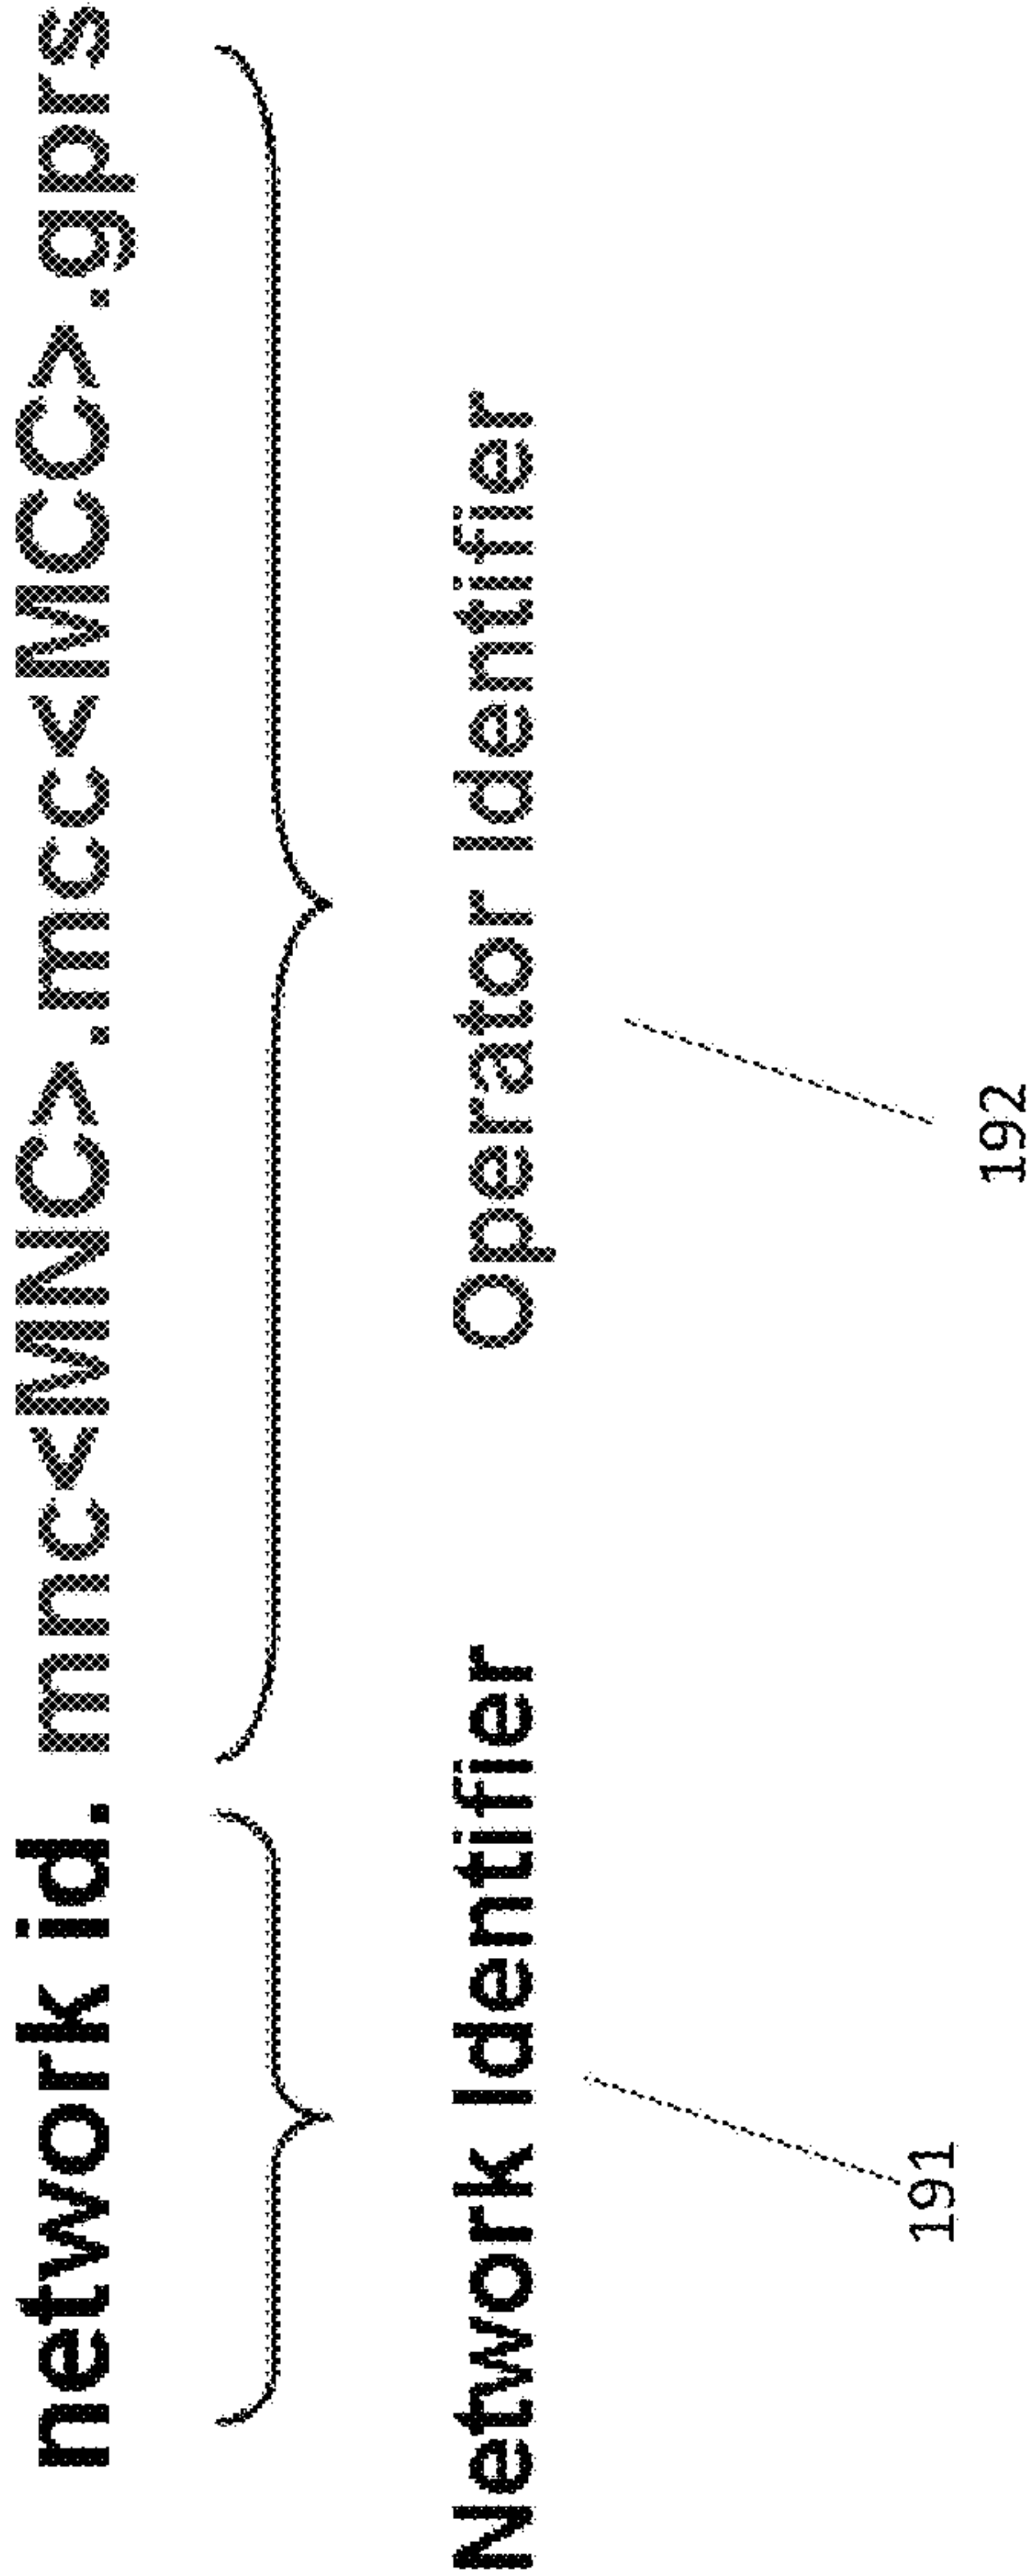 network id. mnc<MNC>.mcc<MCC>.gprs
Network Identifier Operator Identifier
191 192